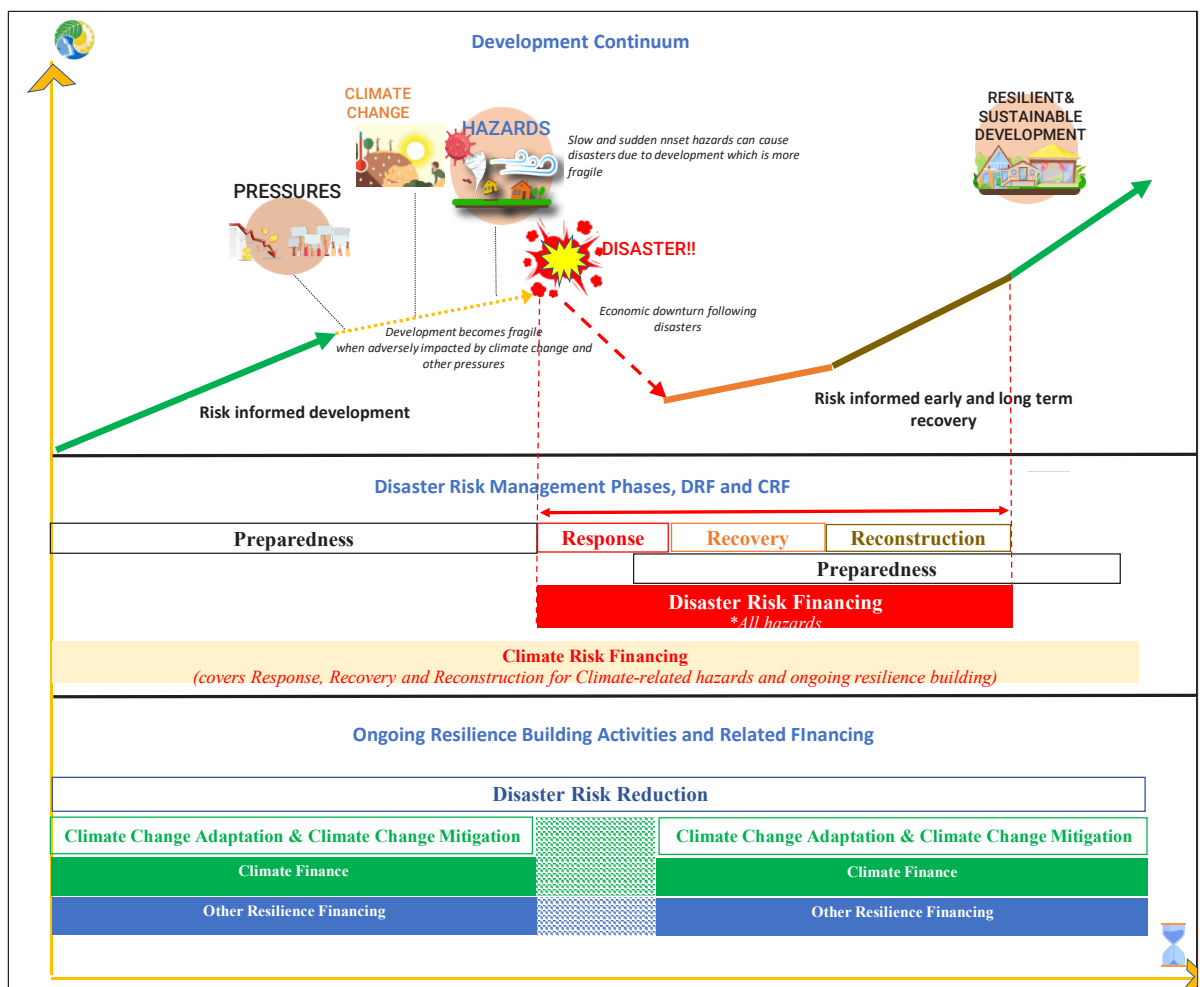 Development Continuum
CLIMATE
CHANGE
HAZARDS
Slow and sudden nnset hazards can cause
disasters due to development which is more
fragile
RESILIENT&
SUSTAINABLE
DEVELOPMENT
PRESSURES
DISASTER!!
Economic downturn following
disasters
Development becomes fragile
when adversely impacted by climate change and
other pressures
Risk informed development
Risk informed early and long term
recovery
Disaster Risk Management Phases, DRF and CRF
Preparedness
Response
Recovery
Reconstruction
Preparedness
Disaster Risk Financing
*All hazards
Climate Risk Financing
(covers Response, Recovery and Reconstruction for Climate-related hazards and ongoing resilience building)
Ongoing Resilience Building Activities and Related FInancing
Disaster Risk Reduction
Climate Change Adaptation & Climate Change Mitigation
Climate Change Adaptation & Climate Change Mitigation
Climate Finance
Climate Finance
Other Resilience Financing
Other Resilience Financing